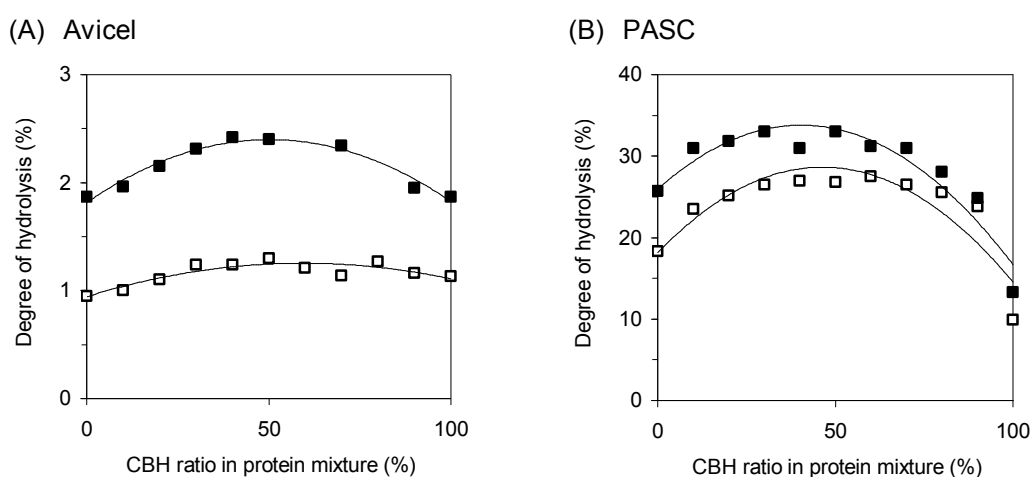 (A) Avicel
3
2
1
0
Degree of hydrolysis (%)
0 50 100
CBH ratio in protein mixture (%)
(B) PASC
40
30
20
10
0
Degree of hydrolysis (%)
0 50 100
CBH ratio in protein mixture (%)